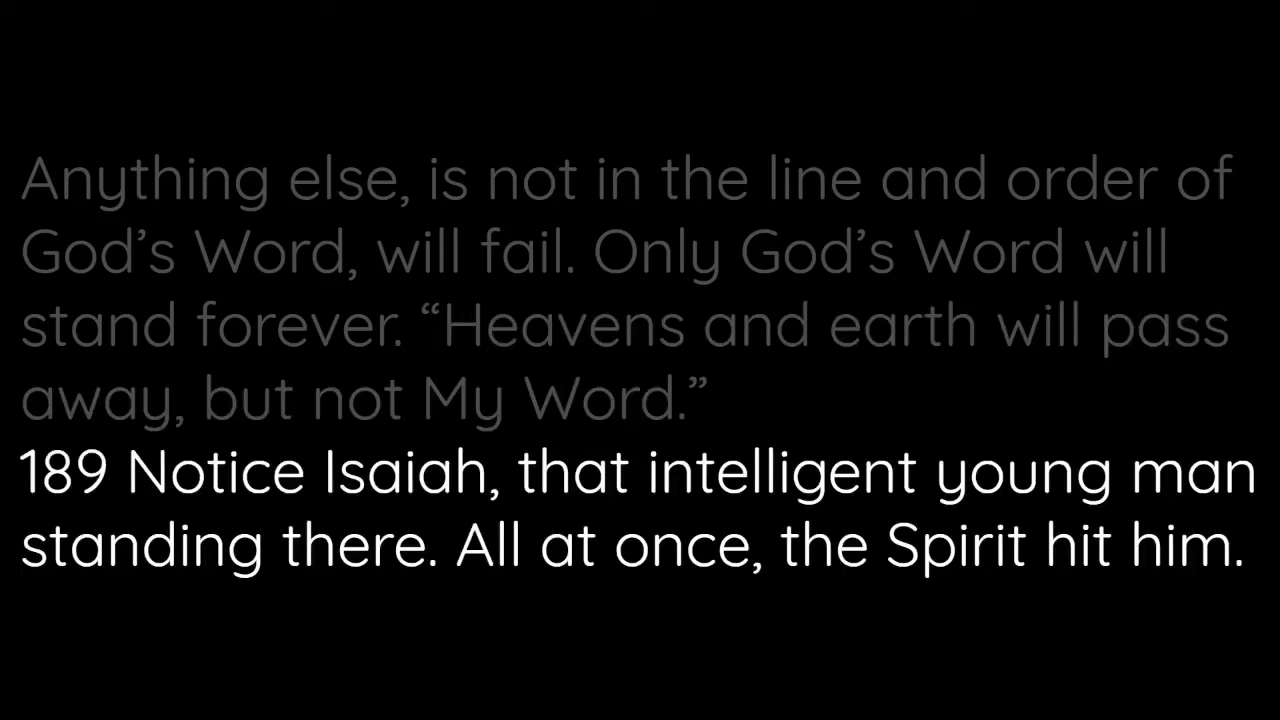 Anything else, is not in the line and order of
God’s Word, will fail. Only God’s Word will
stand forever. “Heavens and earth will pass
away, but not My Word.”
189 Notice Isaiah, that intelligent young man
standing there. All at once, the Spirit hit him.